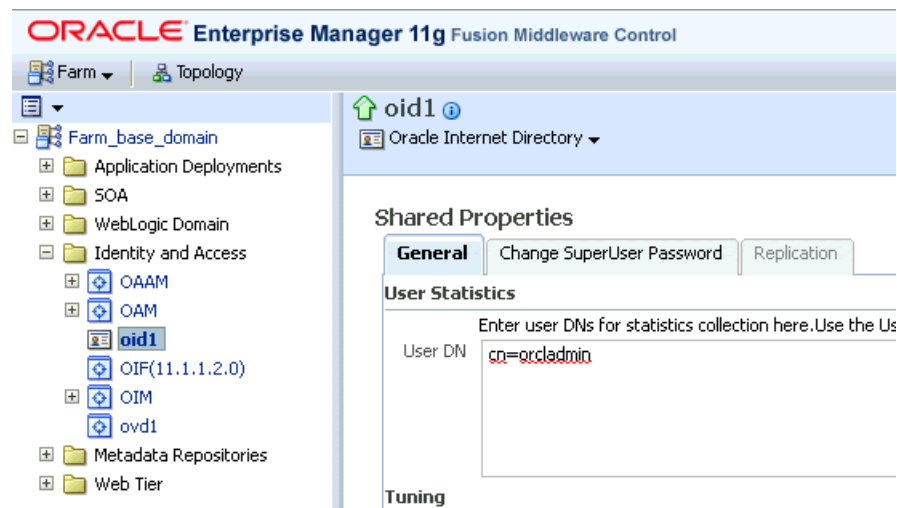 ORACLE Enterprise Manager 11g Fusion Middleware Control
Farm Topology
Farm_base_domain
Application Deployments
SOA
WebLogic Domain
Identity and Access
OAAM
OAM
oid1
OIF(11.1.1.2.0)
OIM
ovd1
Metadata Repositories
Web Tier
oid1
Oracle Internet Directory
Shared Properties
General Change SuperUser Password Replication
User Statistics
Enter user DNs for statistics collection here.Use the Us
User DN cn=orcladmin
Tuning